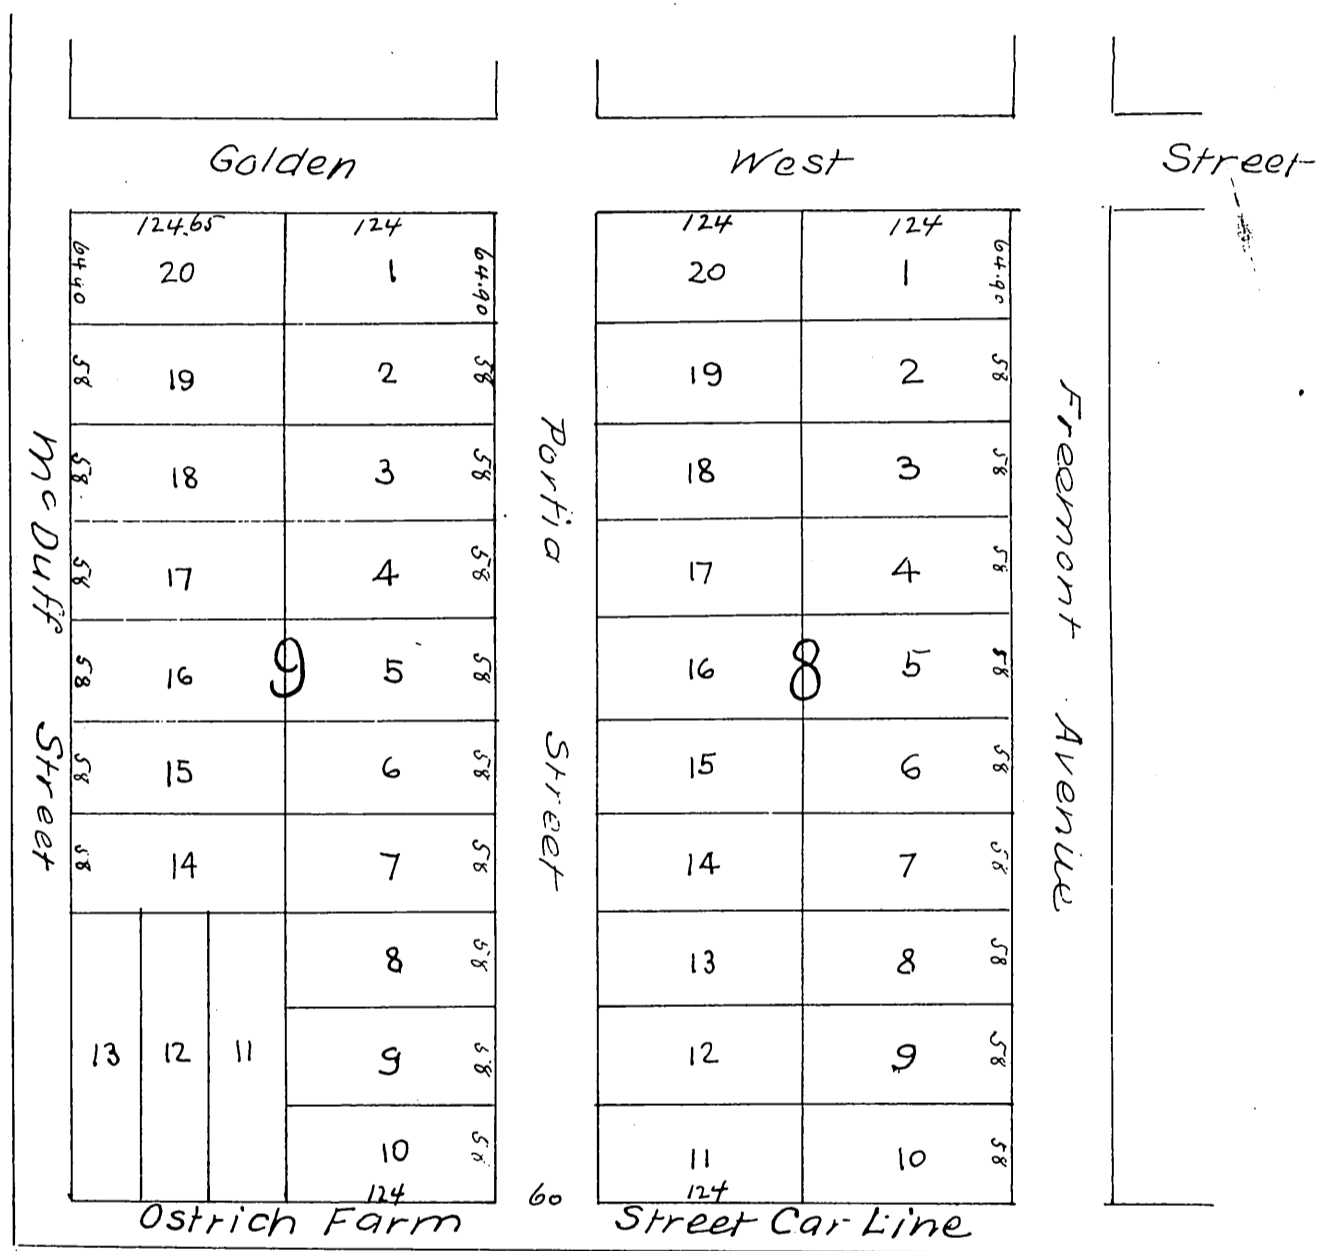 Golden West Street
124.65 124 124 124
64.40 20 1 64.90 20 1 64.90
58 19 2 58 19 2 58
58 18 3 58 18 3 58
58 17 4 58 17 4 58
58 16 9 5 58 16 8 5 58
58 15 6 58 15 6 58
58 14 7 58 14 7 58
8 58 13 8 58
13 12 11 9 58 12 9 58
10 58 11 10 58
124 60 124
McDuff Street
Portia Street
Freemont Avenue
Ostrich Farm Street Car Line